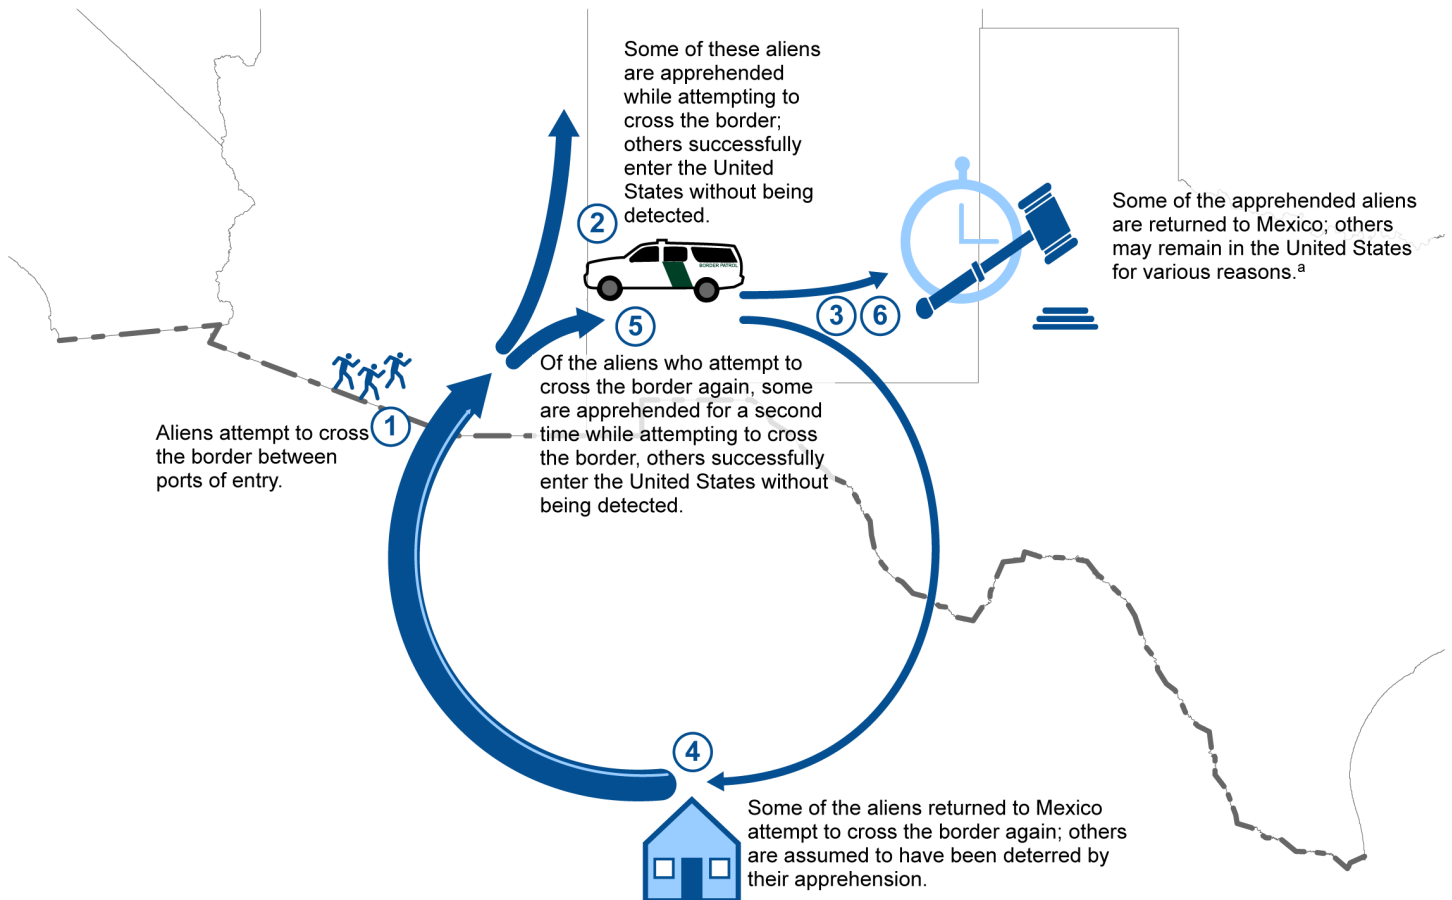 Some of these aliens
are apprehended
while attempting to
cross the border;
others successfully
enter the United
States without being
detected.
2
BORDER PATROL
Some of the apprehended aliens
are returned to Mexico; others
may remain in the United States
for various reasons.a
3 6
5
Of the aliens who attempt to
cross the border again, some
are apprehended for a second
time while attempting to cross
the border, others successfully
enter the United States without
being detected.
1
Aliens attempt to cross
the border between
ports of entry.
4
Some of the aliens returned to Mexico
attempt to cross the border again; others
are assumed to have been deterred by
their apprehension.